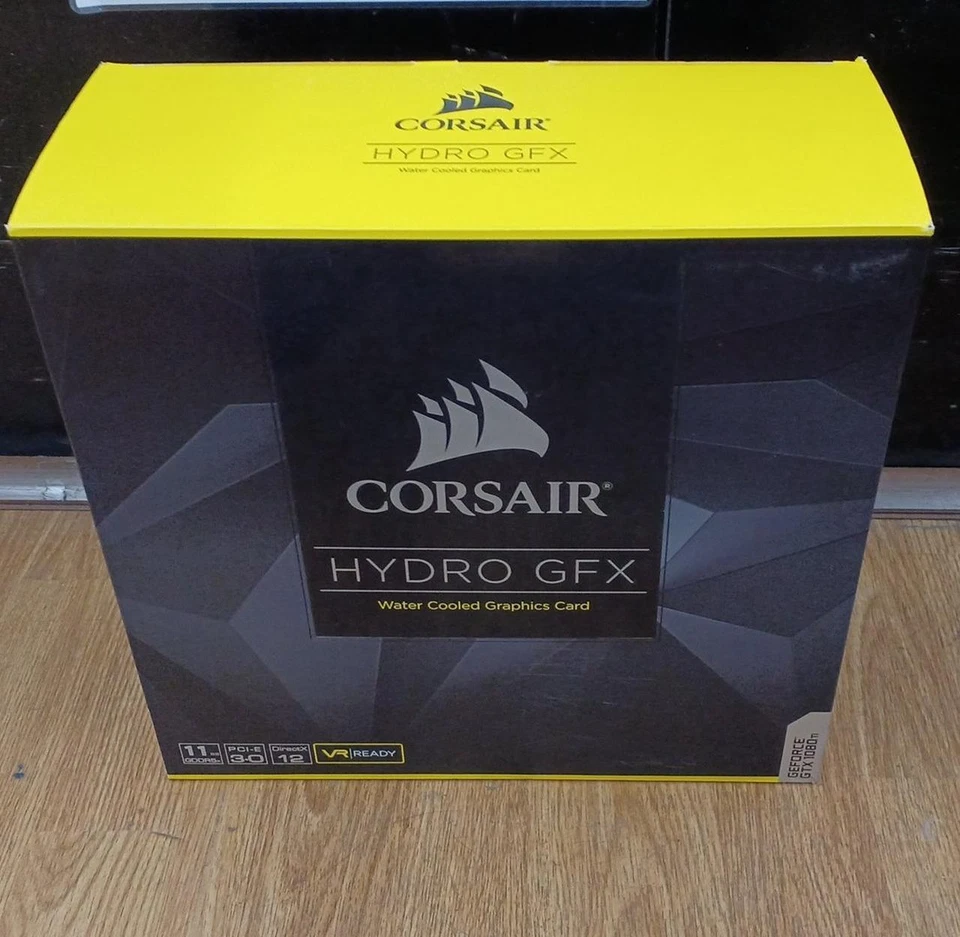 CORSAIR®
HYDRO GFX
Water Cooled Graphics Card
CORSAIR®
HYDRO GFX
Water Cooled Graphics Card
11 GB
GDDR5X
PCI-E
3.0
DirectX
12
VR READY
GEFORCE
GTX 1080 Ti